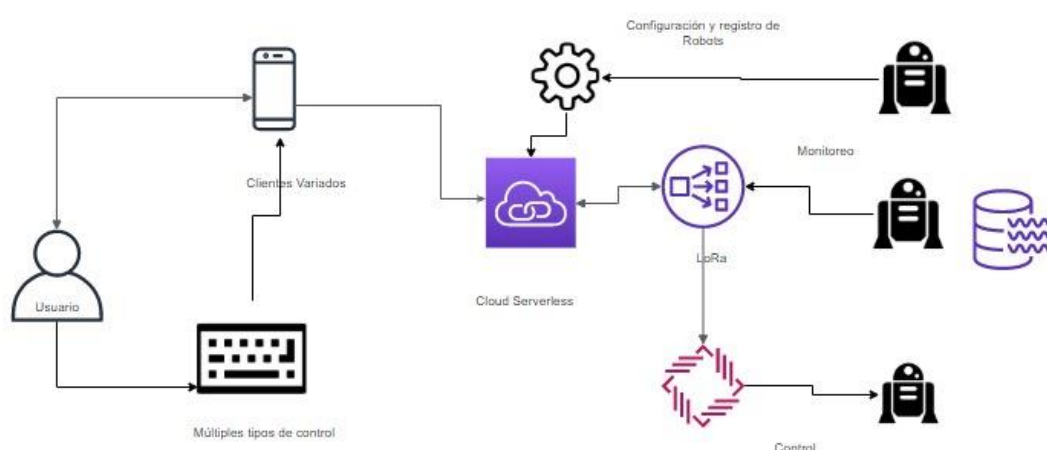 Configuración y registro de
Robots
Monitoreo
Clientes Variados
LoRa
Usuario
Cloud Serverless
Múltiples tipos de control
Control